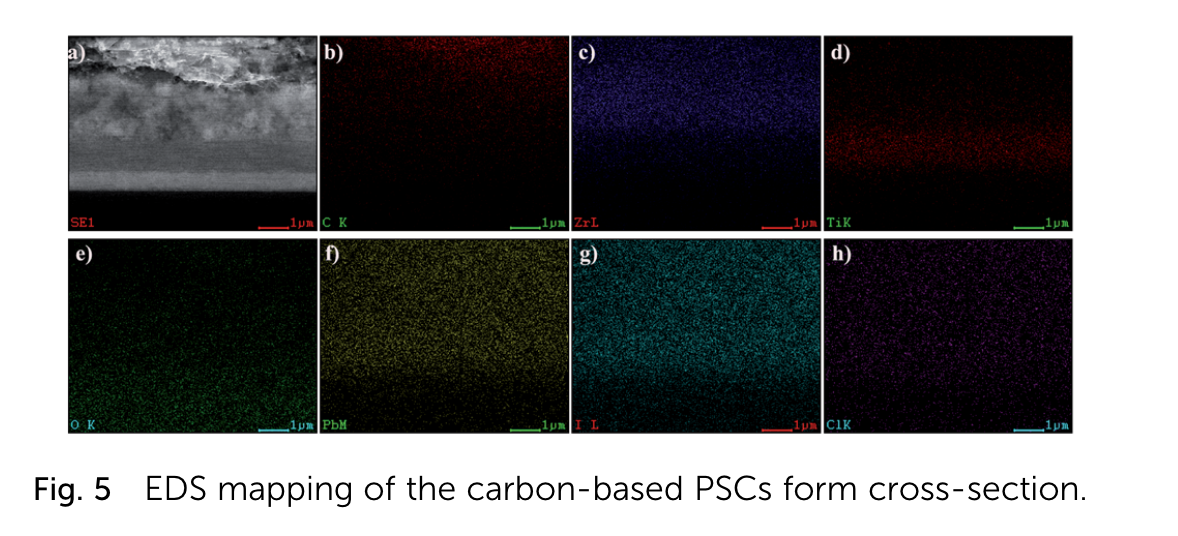 a) b) c) d)
SE1 1μm C K 1μm ZrL 1μm TiK 1μm
e) f) g) h)
O K 1μm PbM 1μm I L 1μm ClK 1μm
Fig. 5 EDS mapping of the carbon-based PSCs form cross-section.